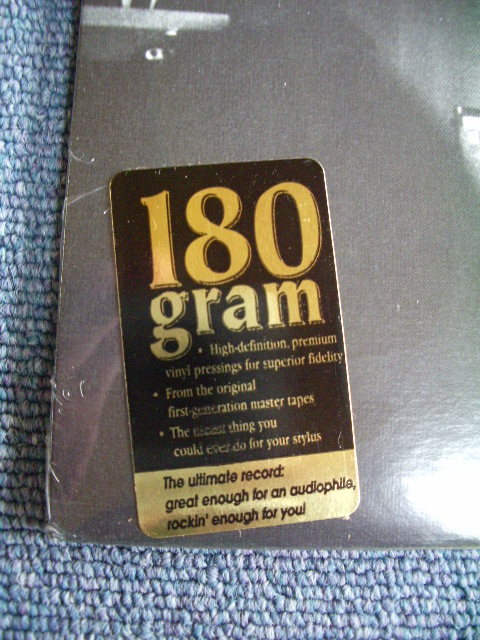 180
gram
• High-definition, premium
vinyl pressings for superior fidelity
• From the original
first-generation master tapes
• The nicest thing you
could ever do for your stylus
The ultimate record:
great enough for an audiophile,
rockin' enough for you!